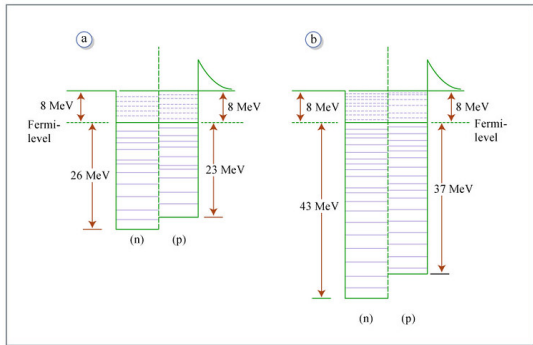 a
b
8 MeV
8 MeV
8 MeV
8 MeV
Fermi-
level
Fermi-
level
26 MeV
23 MeV
43 MeV
37 MeV
(n)
(p)
(n)
(p)